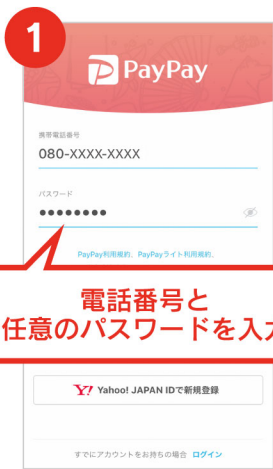 1
PayPay
携帯電話番号
080-XXXX-XXXX
パスワード
●●●●●●●●
PayPay利用規約、PayPayライト利用規約、
電話番号と
任意のパスワードを入力
Yahoo! JAPAN IDで新規登録
すでにアカウントをお持ちの場合 ログイン